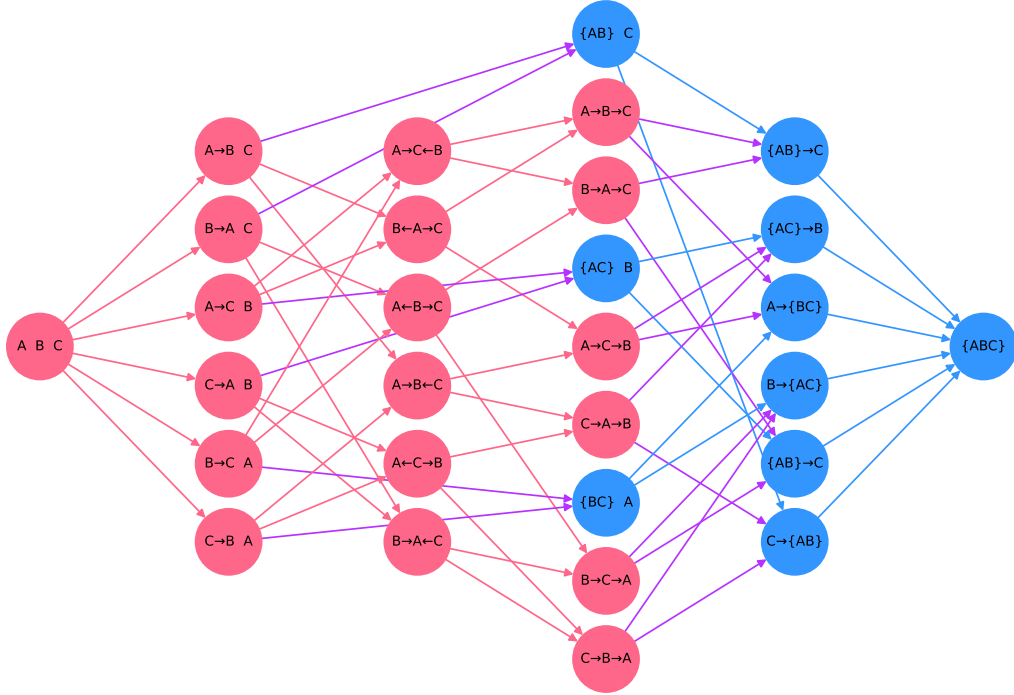 A B C
A→B C
B→A C
A→C B
C→A B
B→C A
C→B A
A→C←B
B←A→C
A←B→C
A→B←C
A←C→B
B→A←C
{AB} C
A→B→C
B→A→C
{AC} B
A→C→B
C→A→B
{BC} A
B→C→A
C→B→A
{AB}→C
{AC}→B
A→{BC}
B→{AC}
{AB}→C
C→{AB}
{ABC}